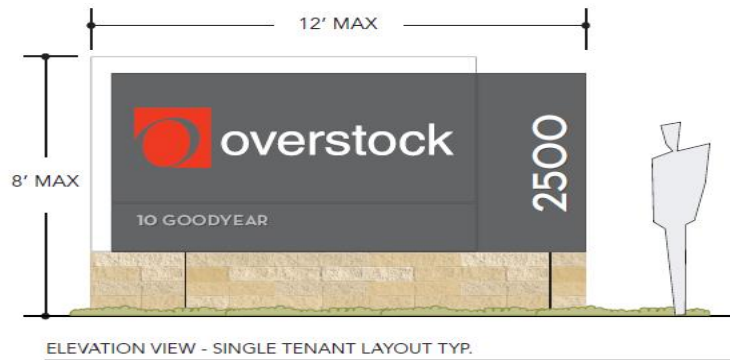 12' MAX
8' MAX
overstock
2500
10 GOODYEAR
ELEVATION VIEW - SINGLE TENANT LAYOUT TYP.